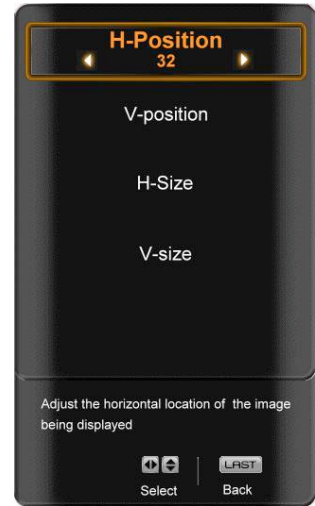 H-Position
32
V-position
H-Size
V-size
Adjust the horizontal location of the image
being displayed
LAST
Select Back